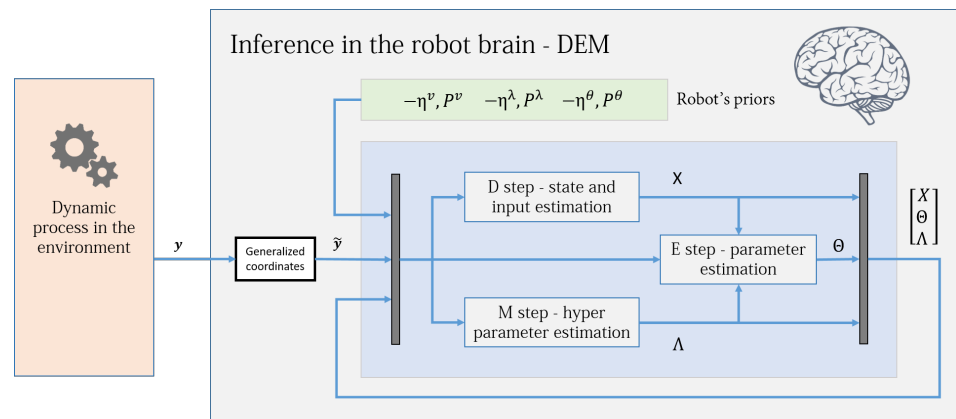 Inference in the robot brain - DEM
−η^v, P^v −η^λ, P^λ −η^θ, P^θ
Robot's priors
Dynamic
process in the
environment
y
Generalized
coordinates
ỹ
D step - state and
input estimation
X
E step - parameter
estimation
Θ
M step - hyper
parameter estimation
Λ
X
Θ
Λ